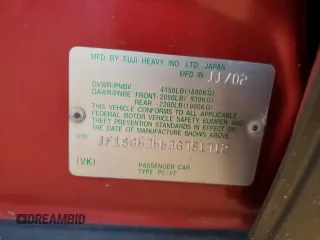 MFD BY FUJI HEAVY IND LTD. JAPAN
MFD IN 11/02
GVWR/PNBV 4150LB(1880KG)
GAWR/PNBE: FRONT-2050LB( 930KG)
REAR -2200LB(1000KG)
THIS VEHICLE CONFORMS TO ALL APPLICABLE
FEDERAL MOTOR VEHICLE SAFETY, BUMPER, AND
THEFT PREVENTION STANDARDS IN EFFECT ON
THE DATE OF MANUFACTURE SHOWN ABOVE.
(VK)
PASSENGER CAR
TYPE PC:VT
DREAMBID